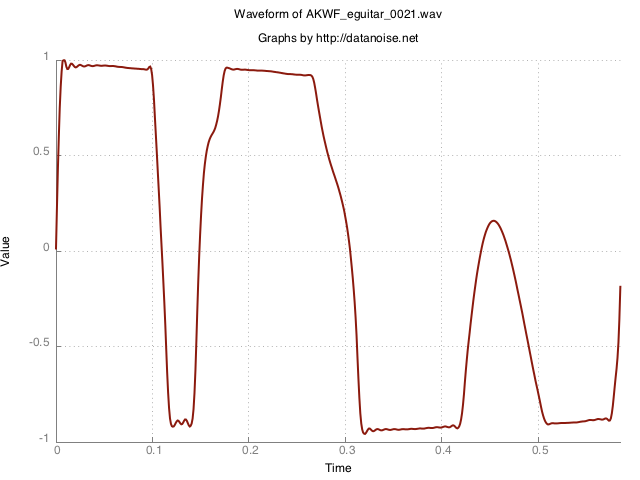 Waveform of AKWF_eguitar_0021.wav
Graphs by http://datanoise.net
1
0.5
0
-0.5
-1
Value
0 0.1 0.2 0.3 0.4 0.5
Time